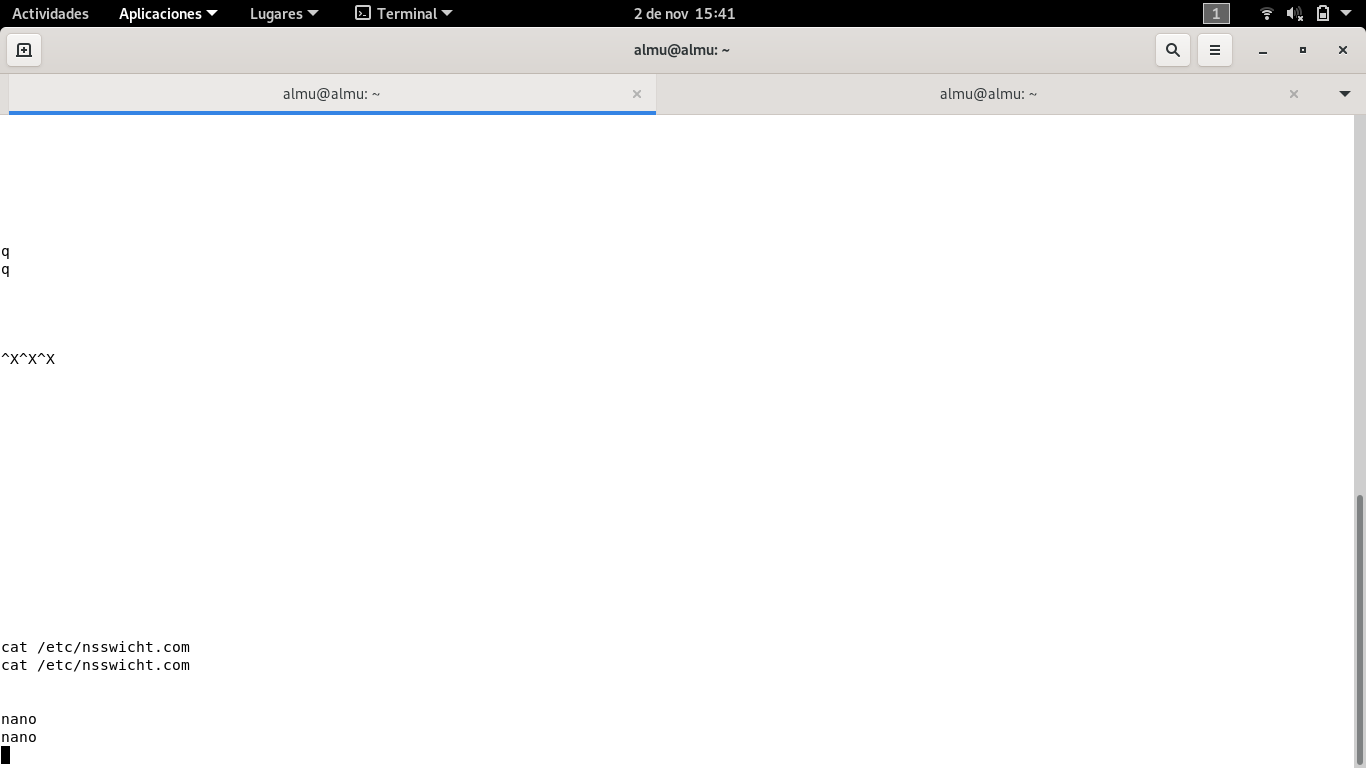 Actividades Aplicaciones Lugares Terminal 2 de nov 15:41 1
almu@almu: ~
almu@almu: ~ almu@almu: ~
q
q
^X^X^X
cat /etc/nsswicht.com
cat /etc/nsswicht.com
nano
nano